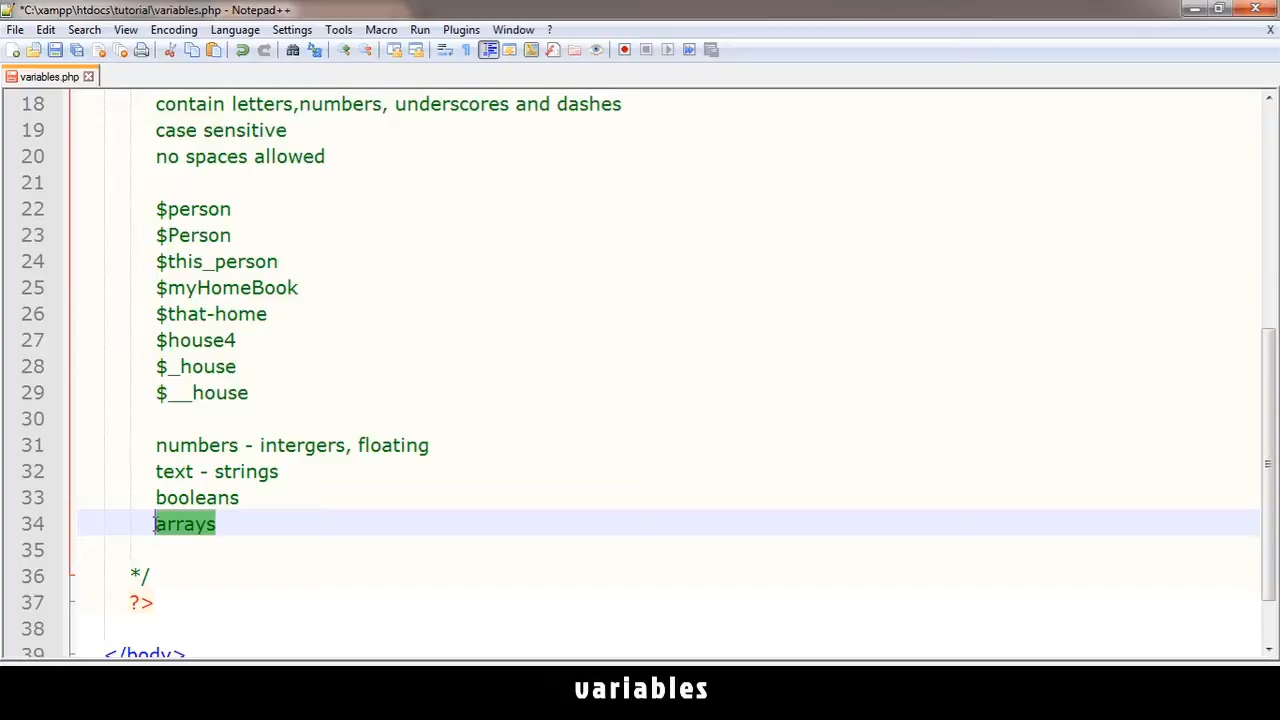 *C:\xampp\htdocs\tutorial\variables.php - Notepad++
File Edit Search View Encoding Language Settings Tools Macro Run Plugins Window ? X
variables.php
18 contain letters,numbers, underscores and dashes
19 case sensitive
20 no spaces allowed
21
22 $person
23 $Person
24 $this_person
25 $myHomeBook
26 $that-home
27 $house4
28 $_house
29 $__house
30
31 numbers - intergers, floating
32 text - strings
33 booleans
34 arrays
35
36 */
37 ?>
38
39 </body>
variables